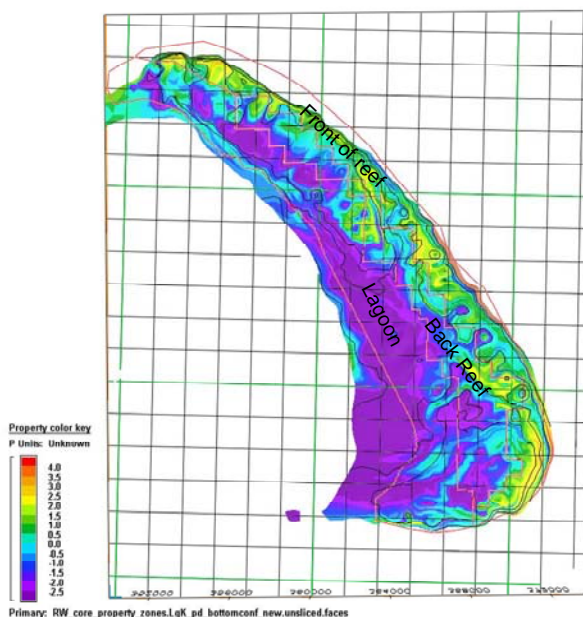 Front of reef
Lagoon
Back Reef
Property color key
P Units: Unknown
4.0
3.5
3.0
2.5
2.0
1.5
1.0
0.5
0.0
-0.5
-1.0
-1.5
-2.0
-2.5
Primary: RW_core_property_zones.LgK_pd_bottomconf_new.unsliced.faces